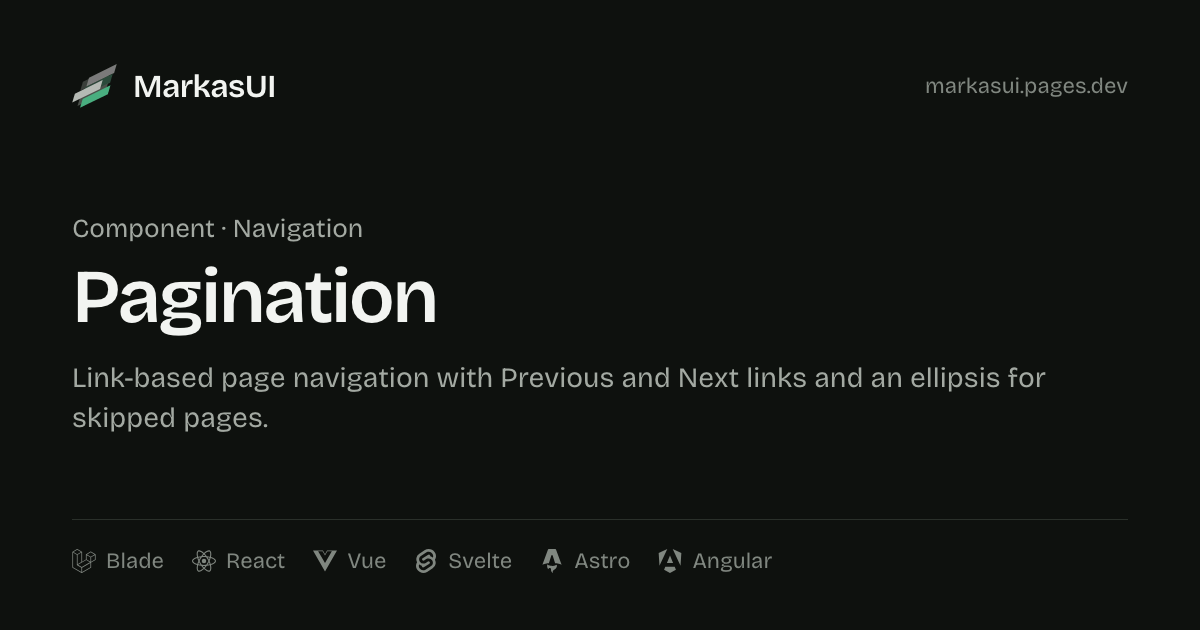 MarkasUI
markasui.pages.dev
Component · Navigation
Pagination
Link-based page navigation with Previous and Next links and an ellipsis for
skipped pages.
Blade React Vue Svelte Astro Angular